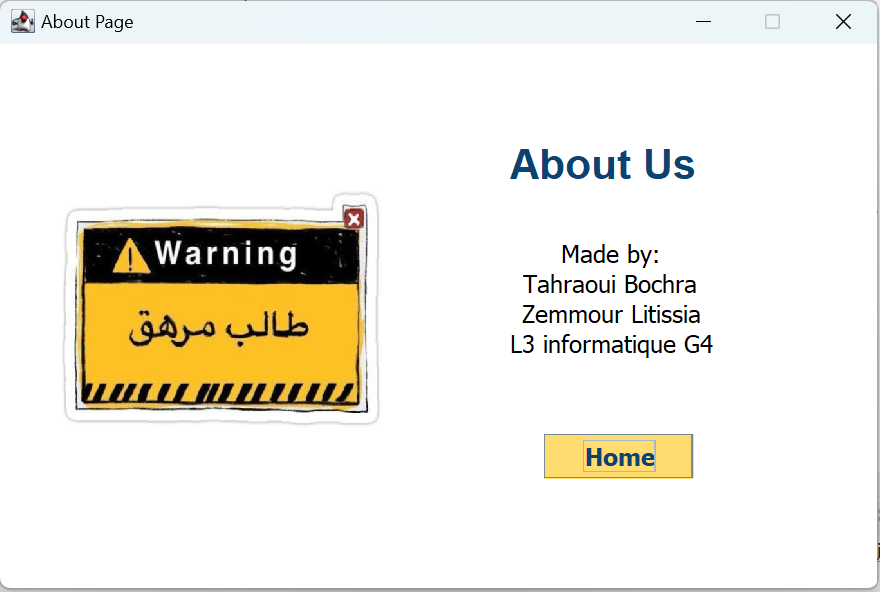 About Page
About Us
Warning
طالب مرهق
Made by:
Tahraoui Bochra
Zemmour Litissia
L3 informatique G4
Home